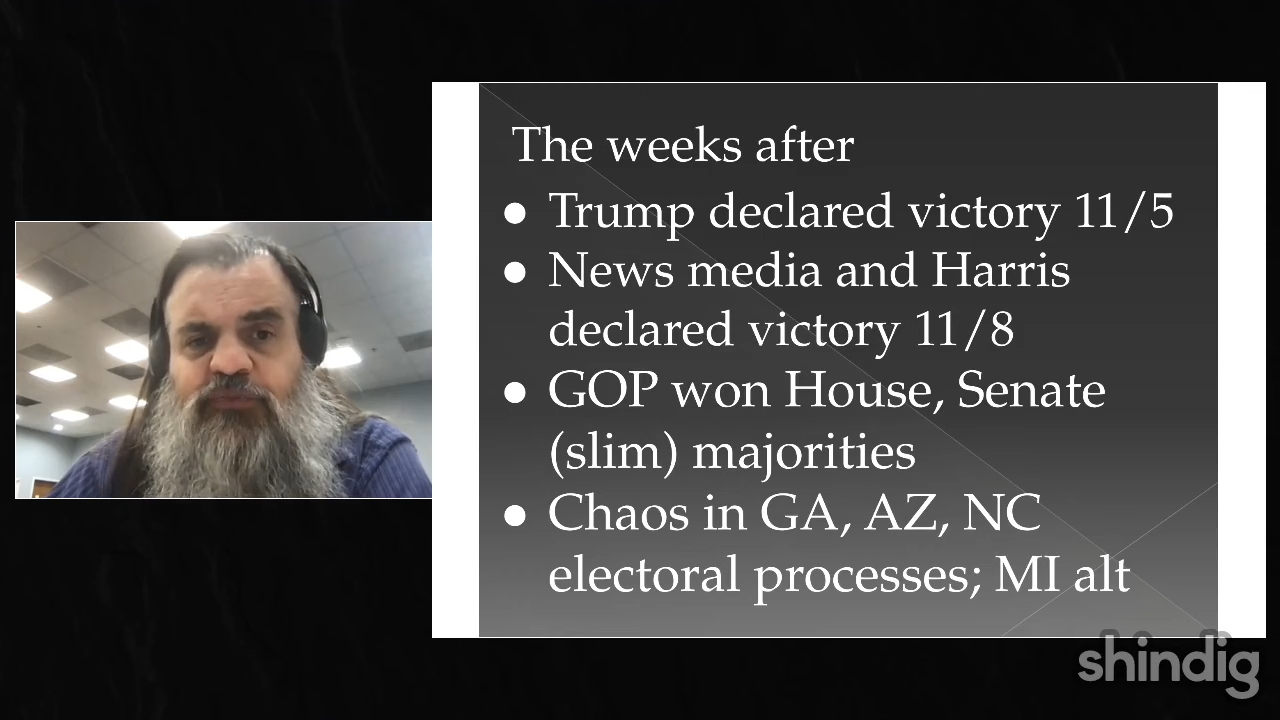 The weeks after
● Trump declared victory 11/5
● News media and Harris
declared victory 11/8
● GOP won House, Senate
(slim) majorities
● Chaos in GA, AZ, NC
electoral processes; MI alt
shindig